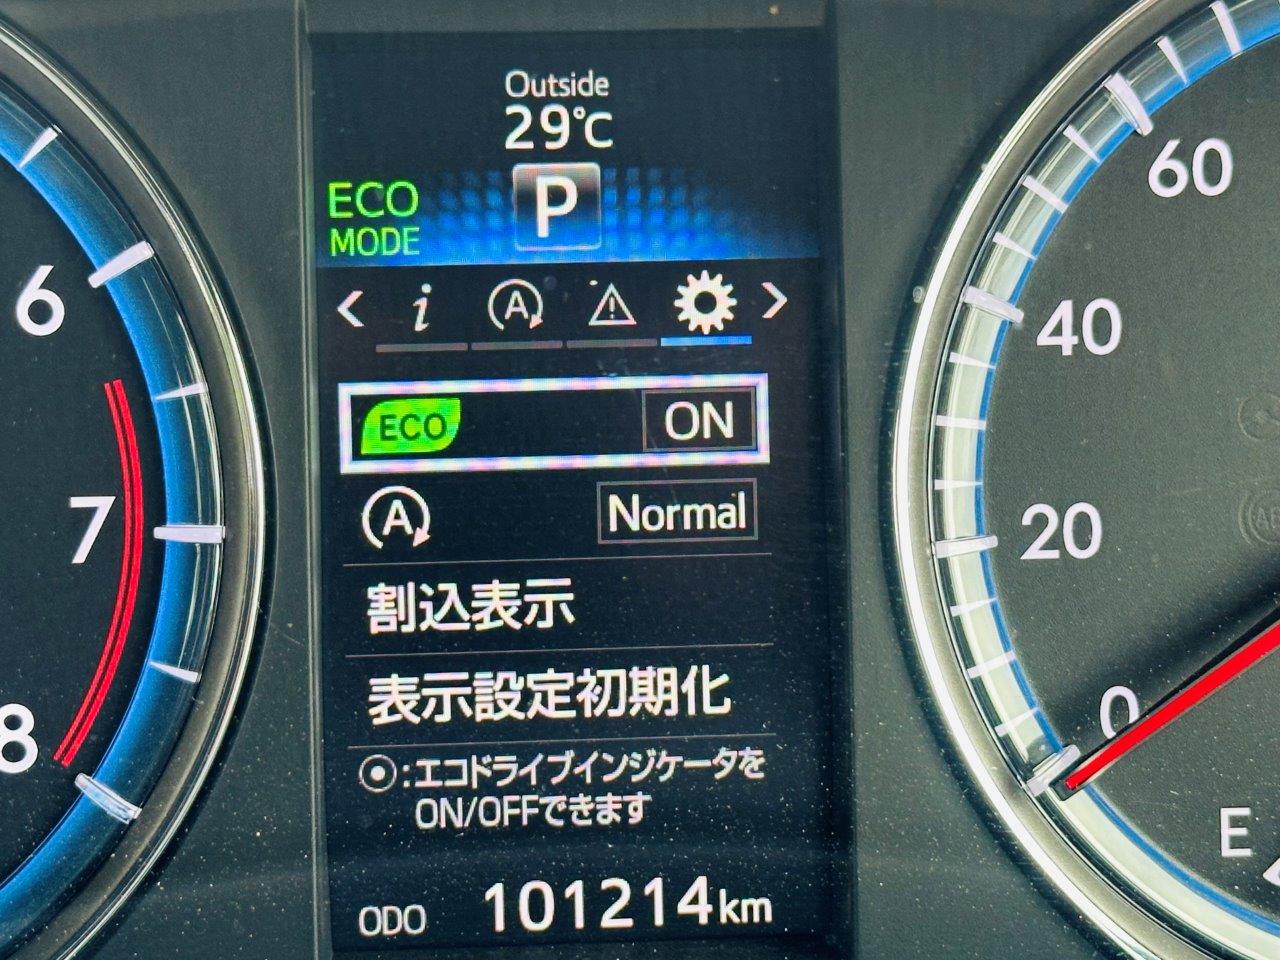 Outside
29°C
ECO
MODE
P
i
A
ECO ON
A Normal
割込表示
表示設定初期化
⦿:エコドライブインジケータを
ON/OFFできます
ODO 101214km
6
7
8
60
40
20
0
E